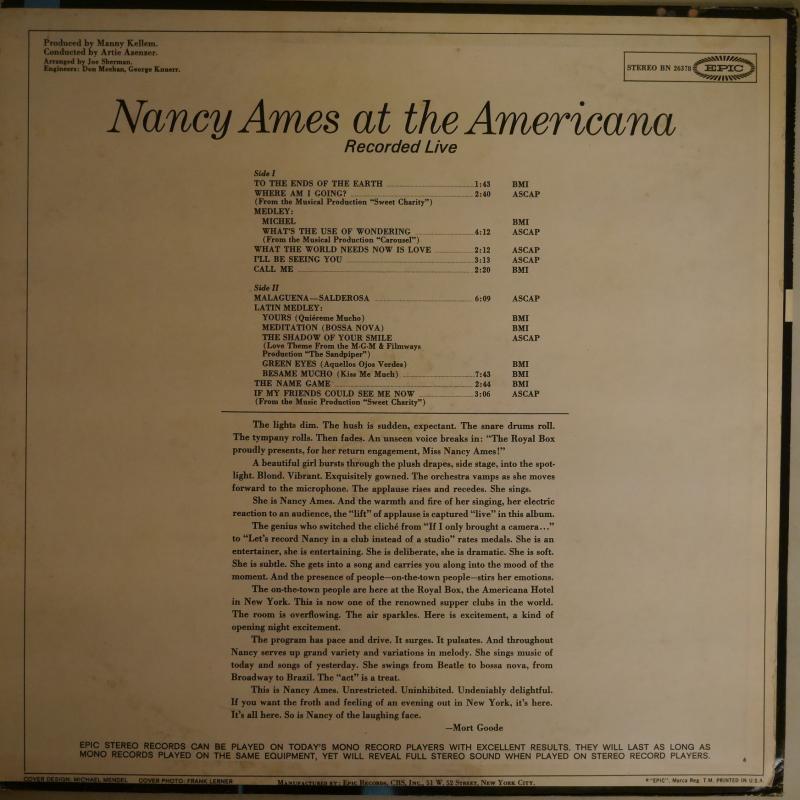 Produced by Manny Kellem.
Conducted by Artie Azenzer.
Arranged by Joe Sherman.
Engineers: Don Meehan, George Knuerr.
STEREO BN 26378 EPIC
Nancy Ames at the Americana
Recorded Live
Side I
TO THE ENDS OF THE EARTH 1:43 BMI
WHERE AM I GOING? 2:40 ASCAP
(From the Musical Production "Sweet Charity")
MEDLEY:
MICHEL BMI
WHAT'S THE USE OF WONDERING 4:12 ASCAP
(From the Musical Production "Carousel")
WHAT THE WORLD NEEDS NOW IS LOVE 2:12 ASCAP
I'LL BE SEEING YOU 3:13 ASCAP
CALL ME 2:20 BMI
Side II
MALAGUENA—SALDEROSA 6:09 ASCAP
LATIN MEDLEY:
YOURS (Quiéreme Mucho) BMI
MEDITATION (BOSSA NOVA) BMI
THE SHADOW OF YOUR SMILE ASCAP
(Love Theme From the M-G-M & Filmways
Production "The Sandpiper")
GREEN EYES (Aquellos Ojos Verdes) BMI
BESAME MUCHO (Kiss Me Much) 7:43 BMI
THE NAME GAME 2:44 BMI
IF MY FRIENDS COULD SEE ME NOW 3:06 ASCAP
(From the Music Production "Sweet Charity")
The lights dim. The hush is sudden, expectant. The snare drums roll.
The tympany rolls. Then fades. An unseen voice breaks in: "The Royal Box
proudly presents, for her return engagement, Miss Nancy Ames!"
A beautiful girl bursts through the plush drapes, side stage, into the spot-
light. Blond. Vibrant. Exquisitely gowned. The orchestra vamps as she moves
forward to the microphone. The applause rises and recedes. She sings.
She is Nancy Ames. And the warmth and fire of her singing, her electric
reaction to an audience, the "lift" of applause is captured "live" in this album.
The genius who switched the cliché from "If I only brought a camera..."
to "Let's record Nancy in a club instead of a studio" rates medals. She is an
entertainer, she is entertaining. She is deliberate, she is dramatic. She is soft.
She is subtle. She gets into a song and carries you along into the mood of the
moment. And the presence of people—on-the-town people—stirs her emotions.
The on-the-town people are here at the Royal Box, the Americana Hotel
in New York. This is now one of the renowned supper clubs in the world.
The room is overflowing. The air sparkles. Here is excitement, a kind of
opening night excitement.
The program has pace and drive. It surges. It pulsates. And throughout
Nancy serves up grand variety and variations in melody. She sings music of
today and songs of yesterday. She swings from Beatle to bossa nova, from
Broadway to Brazil. The "act" is a treat.
This is Nancy Ames. Unrestricted. Uninhibited. Undeniably delightful.
If you want the froth and feeling of an evening out in New York, it's here.
It's all here. So is Nancy of the laughing face.
—Mort Goode
EPIC STEREO RECORDS CAN BE PLAYED ON TODAY'S MONO RECORD PLAYERS WITH EXCELLENT RESULTS. THEY WILL LAST AS LONG AS
MONO RECORDS PLAYED ON THE SAME EQUIPMENT, YET WILL REVEAL FULL STEREO SOUND WHEN PLAYED ON STEREO RECORD PLAYERS.
COVER DESIGN: MICHAEL MENDEL COVER PHOTO: FRANK LERNER MANUFACTURED BY: EPIC RECORDS, CBS, INC., 51 W. 52 STREET, NEW YORK CITY. ® "EPIC", Marca Reg. T.M. PRINTED IN U.S.A.